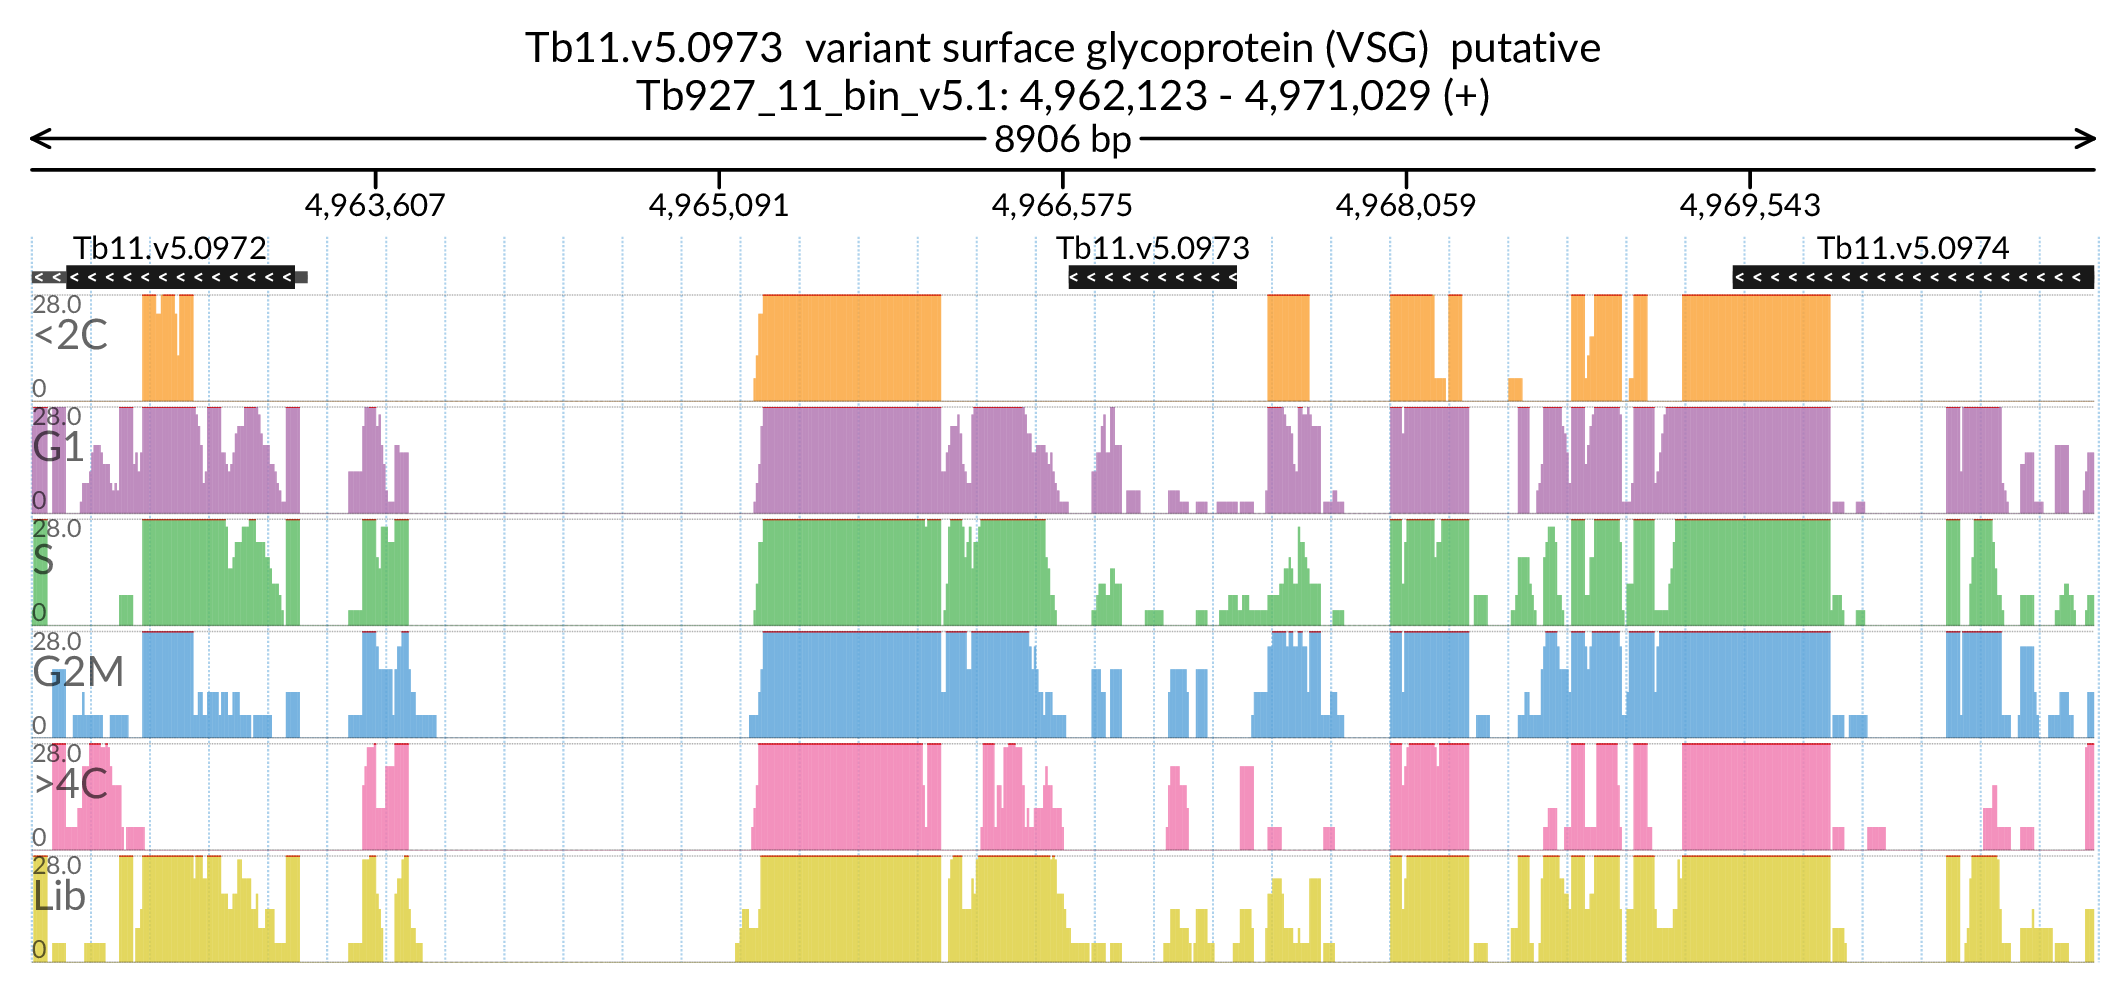 Tb11.v5.0973 variant surface glycoprotein (VSG) putative
Tb927_11_bin_v5.1: 4,962,123 - 4,971,029 (+)
8906 bp
4,963,607 4,965,091 4,966,575 4,968,059 4,969,543
Tb11.v5.0972 Tb11.v5.0973 Tb11.v5.0974
28.0
<2C
0
28.0
G1
0
28.0
S
0
28.0
G2M
0
28.0
>4C
0
28.0
Lib
0